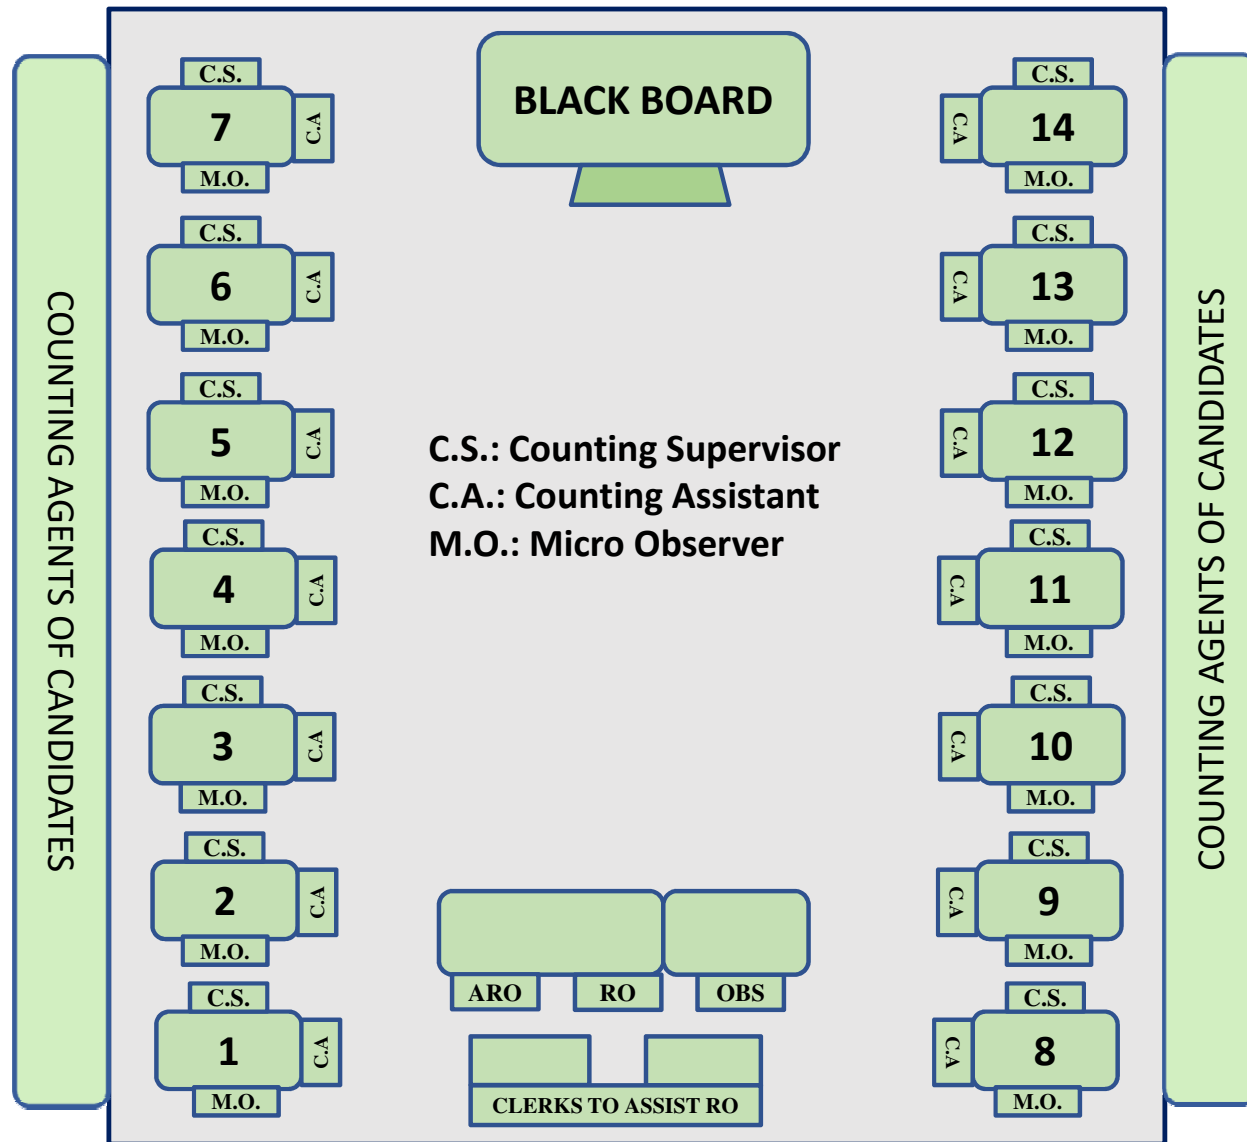 BLACK BOARD
COUNTING AGENTS OF CANDIDATES
C.S.
7
C.A
M.O.
C.S.
6
C.A
M.O.
C.S.
5
C.A
M.O.
C.S.
4
C.A
M.O.
C.S.
3
C.A
M.O.
C.S.
2
C.A
M.O.
C.S.
1
C.A
M.O.
C.S.: Counting Supervisor
C.A.: Counting Assistant
M.O.: Micro Observer
ARO
RO
OBS
CLERKS TO ASSIST RO
C.S.
C.A
14
M.O.
C.S.
C.A
13
M.O.
C.S.
C.A
12
M.O.
C.S.
C.A
11
M.O.
C.S.
C.A
10
M.O.
C.S.
C.A
9
M.O.
C.S.
C.A
8
M.O.
COUNTING AGENTS OF CANDIDATES